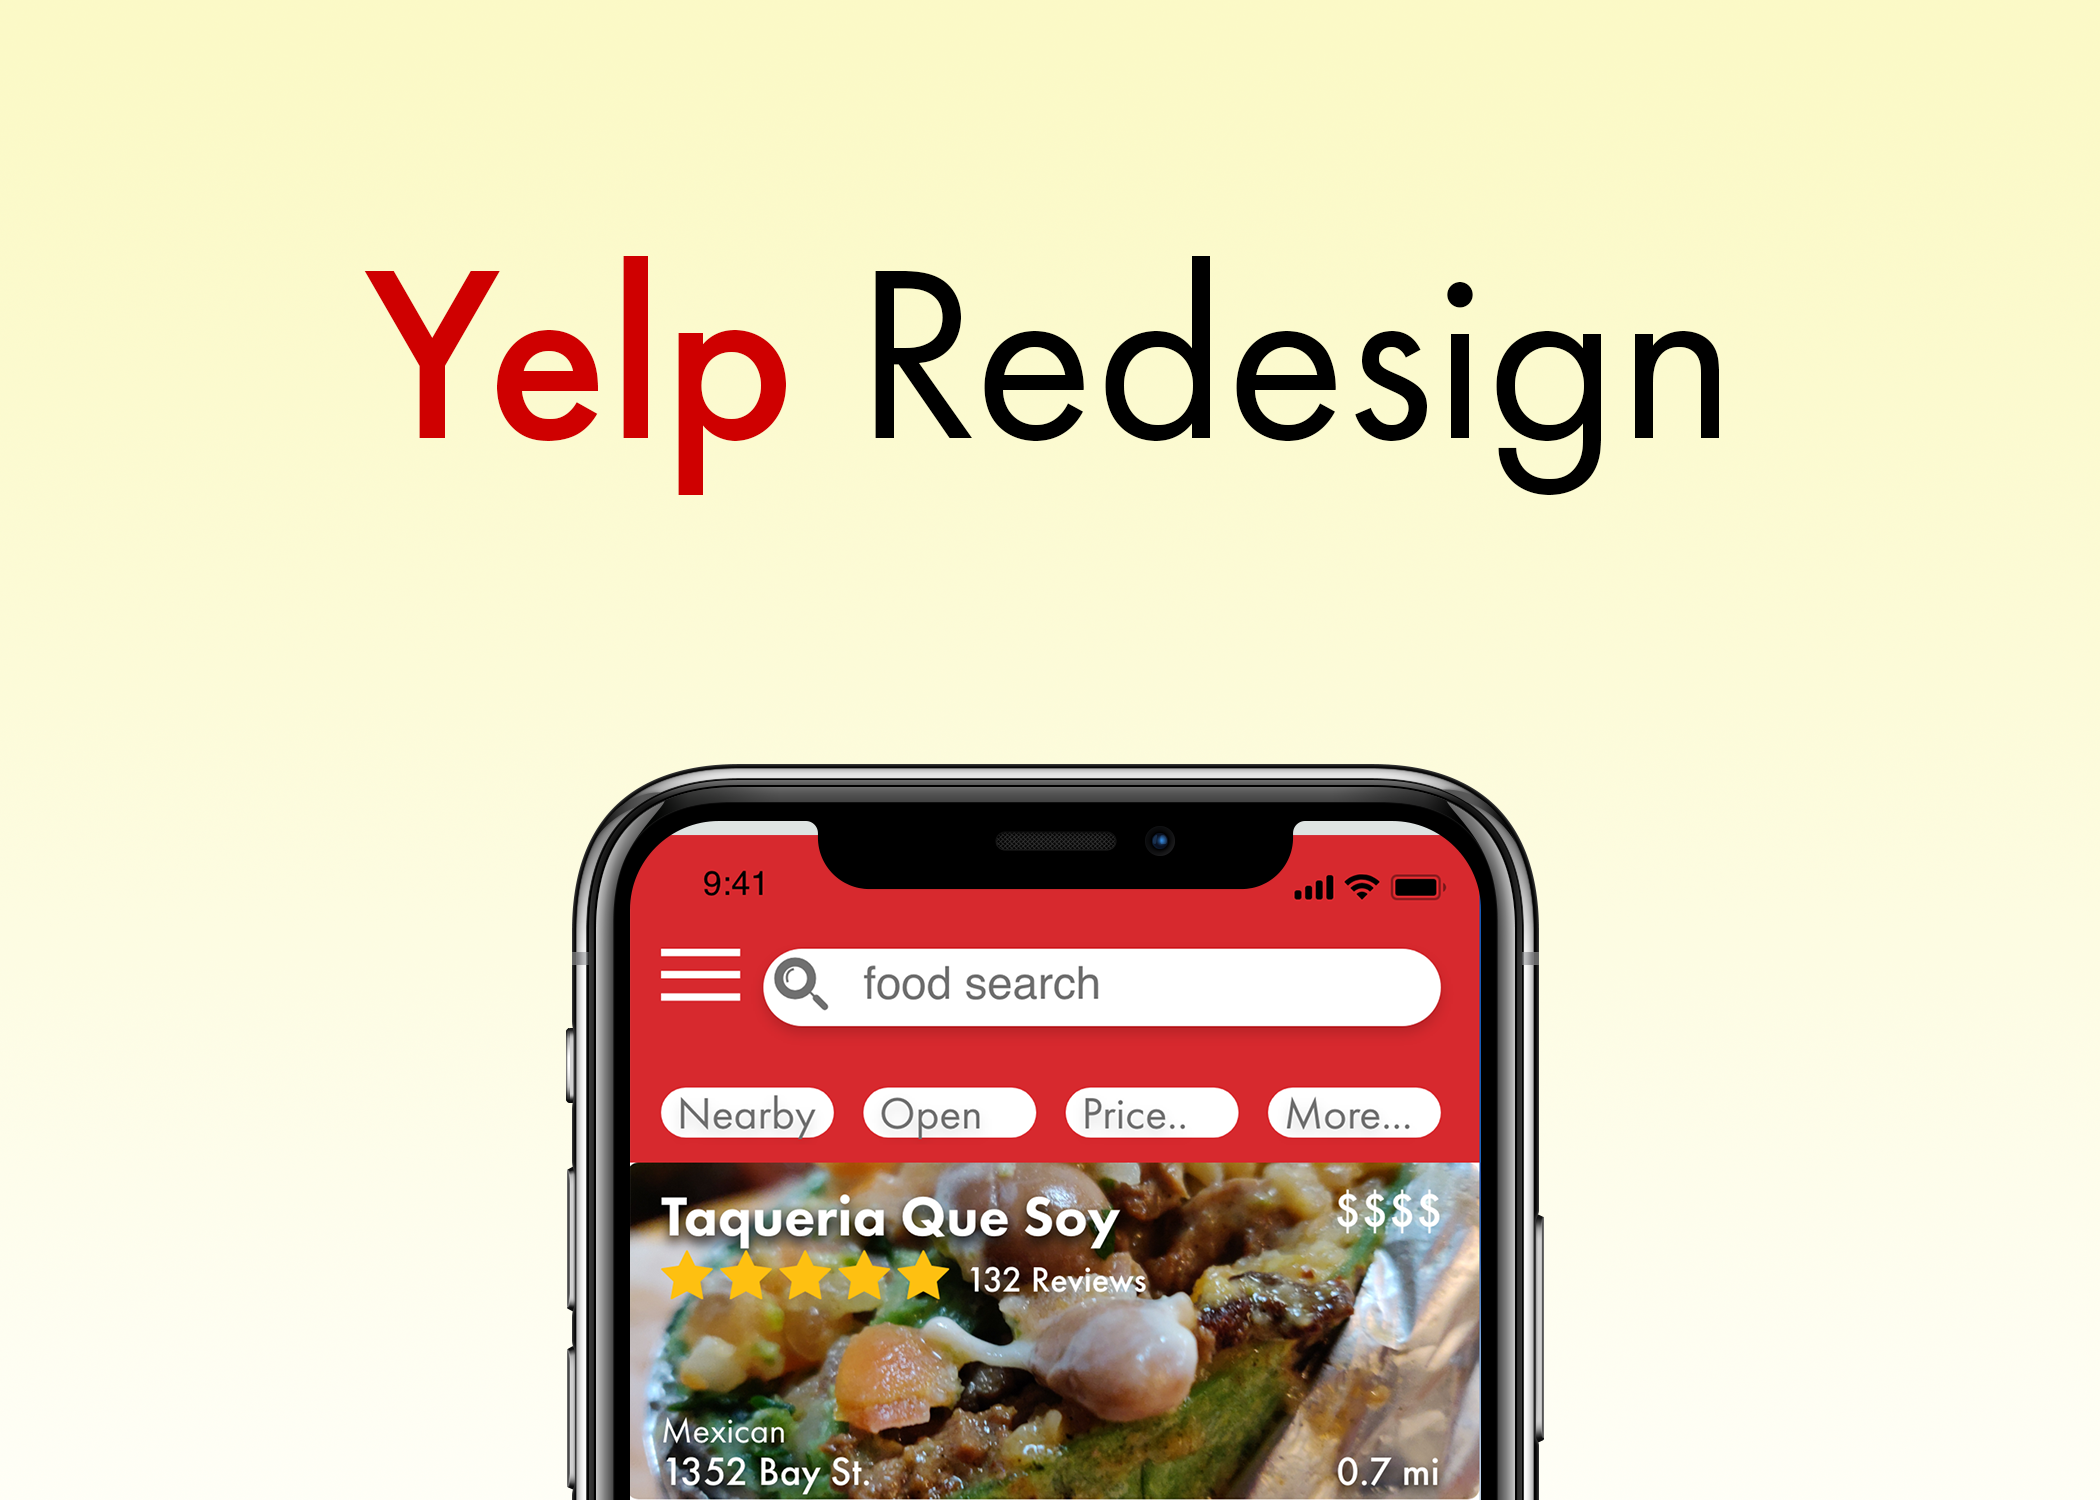 Yelp Redesign
9:41
food search
Nearby Open Price.. More...
Taqueria Que Soy $$$$
132 Reviews
Mexican
1352 Bay St. 0.7 mi